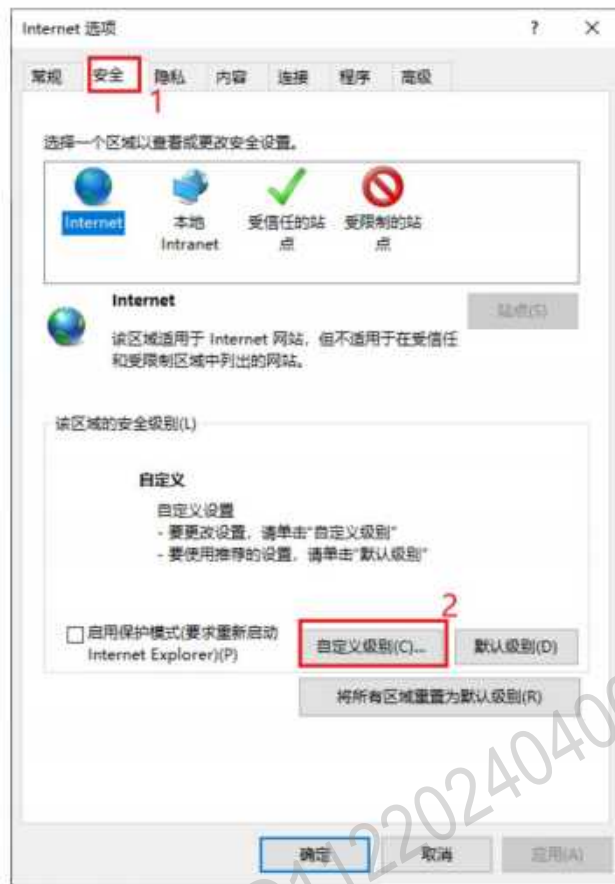 Internet 选项
常规 安全 隐私 内容 连接 程序 高级
1
选择一个区域以查看或更改安全设置。
Internet
本地 Intranet
受信任的站点
受限制的站点
Internet
站点(S)
该区域适用于 Internet 网站，但不适用于在受信任
和受限制区域中列出的网站。
该区域的安全级别(L)
自定义
自定义设置
- 要更改设置，请单击"自定义级别"
- 要使用推荐的设置，请单击"默认级别"
2
启用保护模式(要求重新启动
Internet Explorer)(P)
自定义级别(C)...
默认级别(D)
将所有区域重置为默认级别(R)
确定
取消
应用(A)